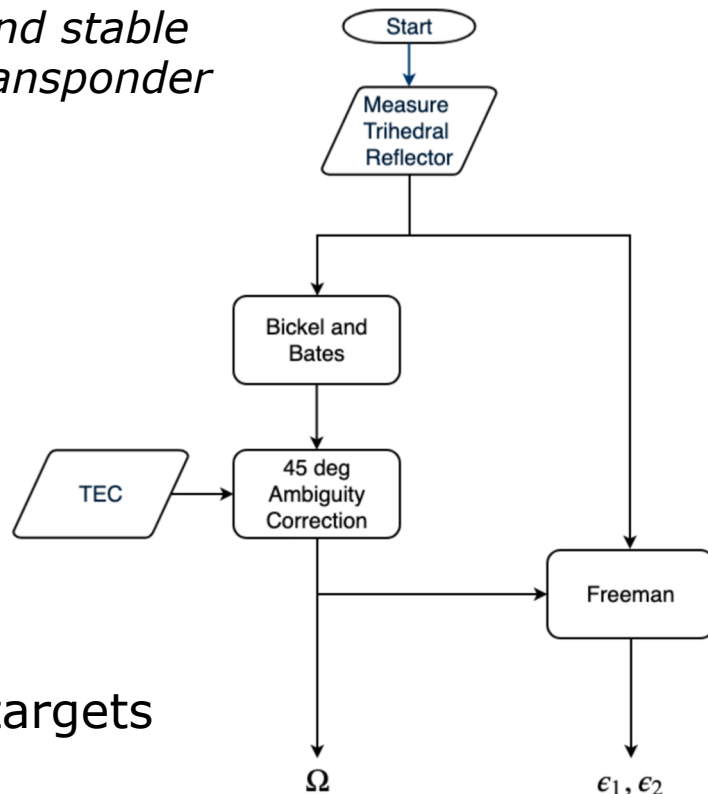 nd stable
ansponder
Start
Measure
Trihedral
Reflector
Bickel and
Bates
TEC
45 deg
Ambiguity
Correction
Freeman
targets
Ω
ϵ₁, ϵ₂